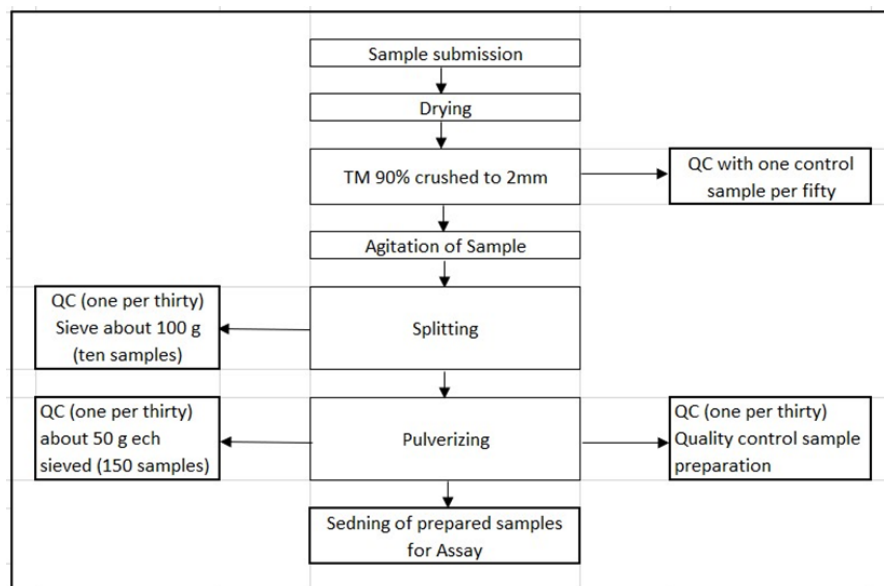 Sample submission
Drying
TM 90% crushed to 2mm
QC with one control
sample per fifty
Agitation of Sample
QC (one per thirty)
Sieve about 100 g
(ten samples)
Splitting
QC (one per thirty)
about 50 g ech
sieved (150 samples)
Pulverizing
QC (one per thirty)
Quality control sample
preparation
Sedning of prepared samples
for Assay